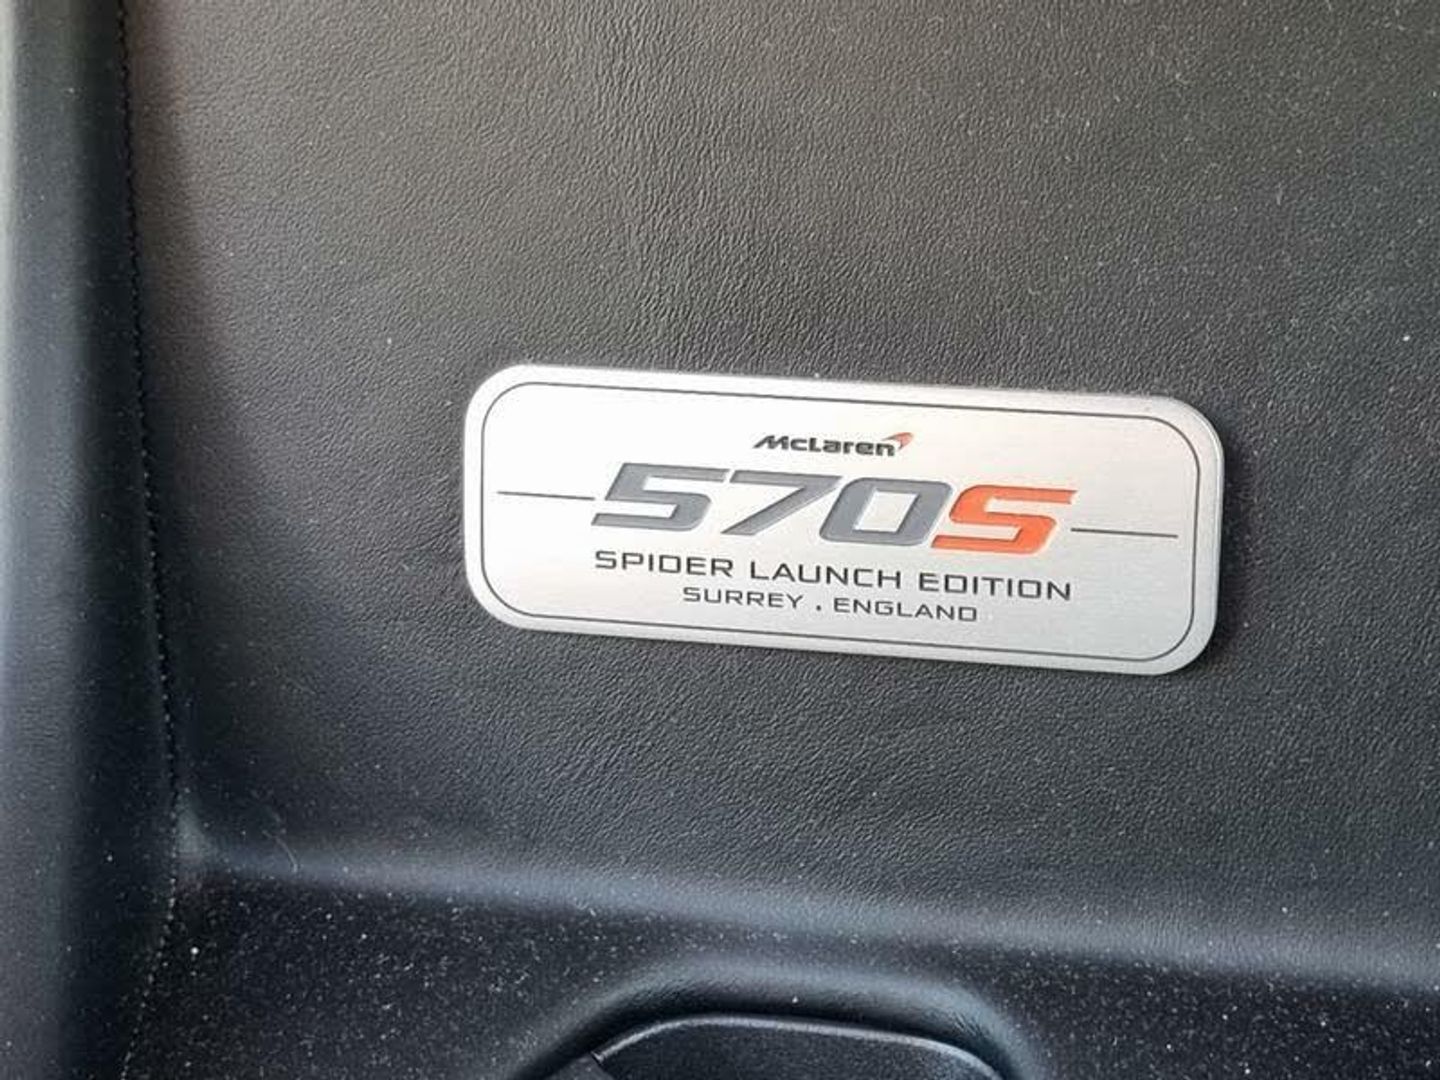 McLaren
570S
SPIDER LAUNCH EDITION
SURREY . ENGLAND